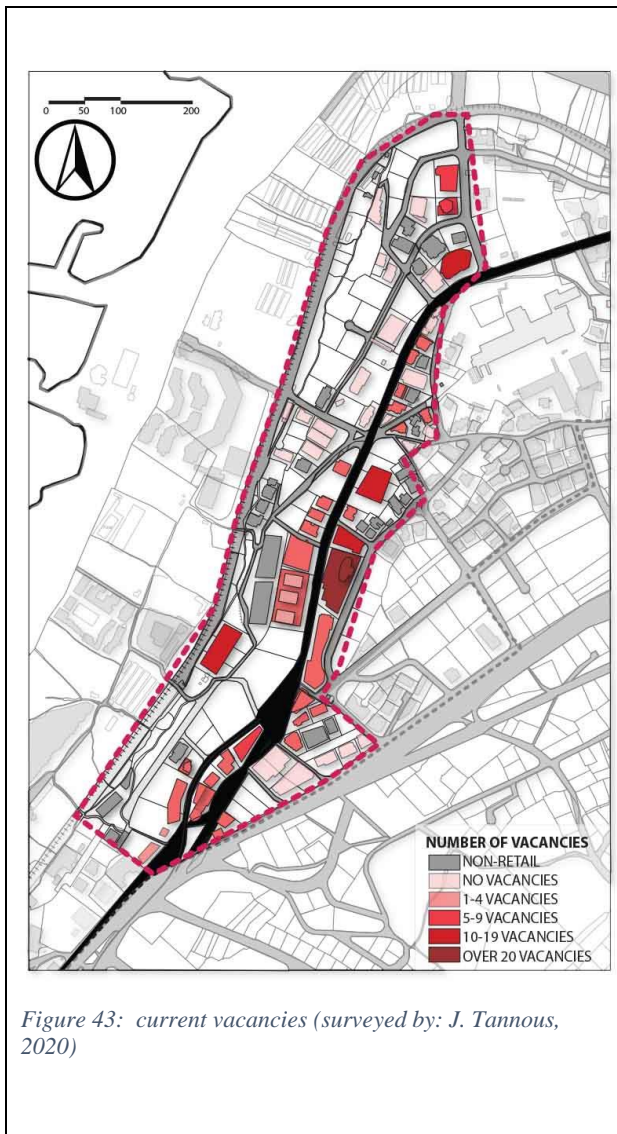 0 50 100 200
NUMBER OF VACANCIES
NON-RETAIL
NO VACANCIES
1-4 VACANCIES
5-9 VACANCIES
10-19 VACANCIES
OVER 20 VACANCIES
Figure 43:  current vacancies (surveyed by: J. Tannous,
2020)